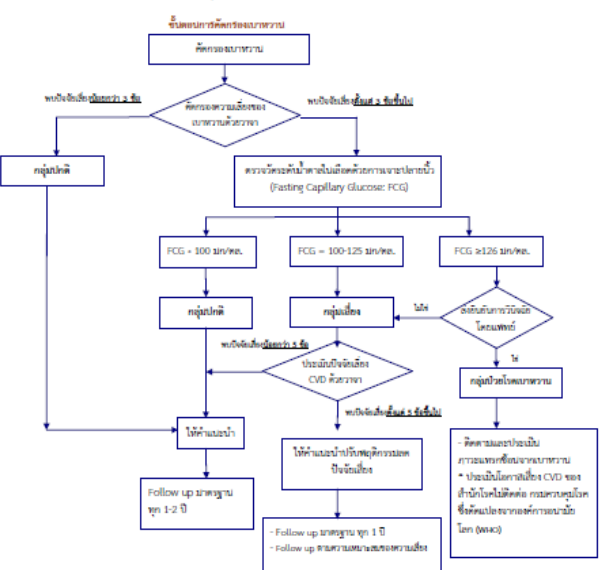 ขั้นตอนการคัดกรองเบาหวาน
คัดกรองเบาหวาน
พบปัจจัยเสี่ยงน้อยกว่า 3 ข้อ
พบปัจจัยเสี่ยงตั้งแต่ 3 ข้อขึ้นไป
คัดกรองความเสี่ยงของ
เบาหวานด้วยวาจา
กลุ่มปกติ
ตรวจวัดระดับน้ำตาลในเลือดด้วยการเจาะปลายนิ้ว
(Fasting Capillary Glucose: FCG)
FCG < 100 มก/ดล.
FCG = 100-125 มก/ดล.
FCG ≥126 มก/ดล.
กลุ่มปกติ
กลุ่มเสี่ยง
ไม่ใช่
ส่งยืนยันการวินิจฉัย
โดยแพทย์
ใช่
พบปัจจัยเสี่ยงน้อยกว่า 5 ข้อ
ประเมินปัจจัยเสี่ยง
CVD ด้วยวาจา
กลุ่มป่วยโรคเบาหวาน
พบปัจจัยเสี่ยงตั้งแต่ 5 ข้อขึ้นไป
ให้คำแนะนำ
ให้คำแนะนำปรับพฤติกรรมลด
ปัจจัยเสี่ยง
- ติดตามและประเมิน
ภาวะแทรกซ้อนจากเบาหวาน
* ประเมินโอกาสเสี่ยง CVD ของ
สำนักโรคไม่ติดต่อ กรมควบคุมโรค
ซึ่งดัดแปลงจากองค์การอนามัย
โลก (WHO)
Follow up มาตรฐาน
ทุก 1-2 ปี
- Follow up มาตรฐาน ทุก 1 ปี
- Follow up ตามความเหมาะสมของความเสี่ยง